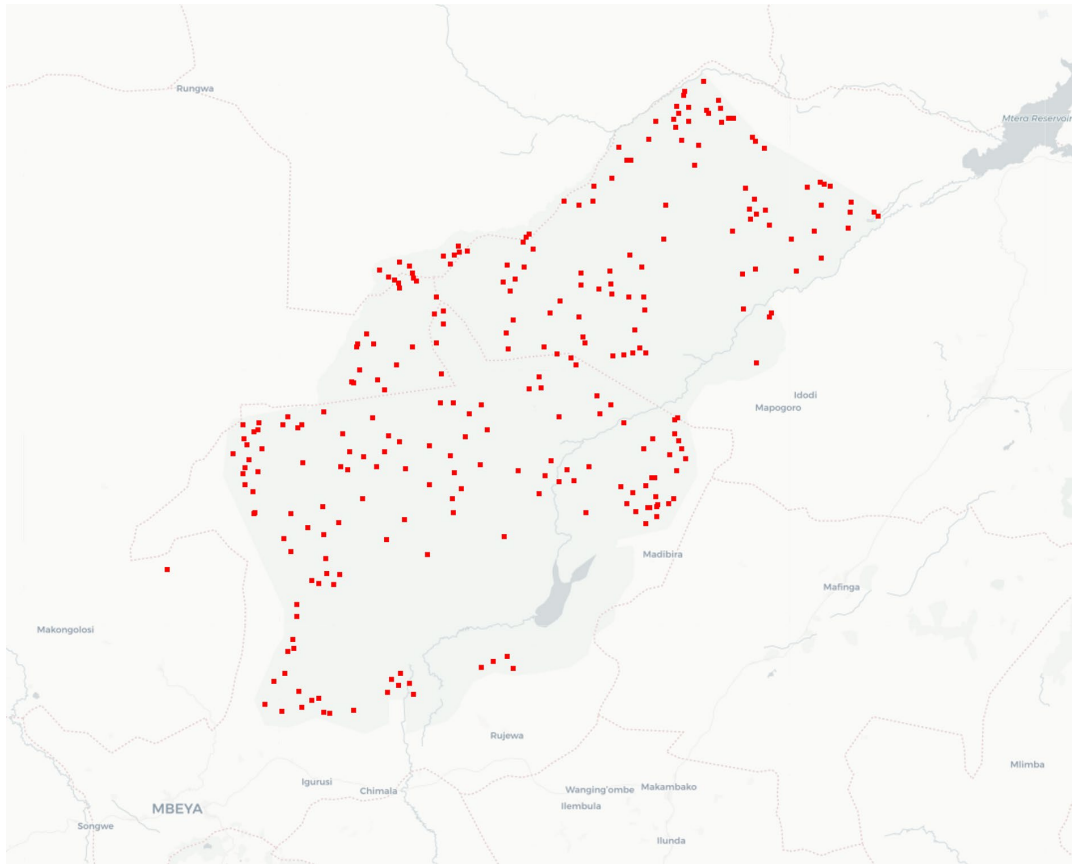 Rungwa
Mtera Reservoir
Idodi
Mapogoro
Madibira
Mafinga
Makongolosi
Rujewa
Mlimba
Igurusi
Chimala
Wanging'ombe
Makambako
Ilembula
MBEYA
Songwe
Ilunda